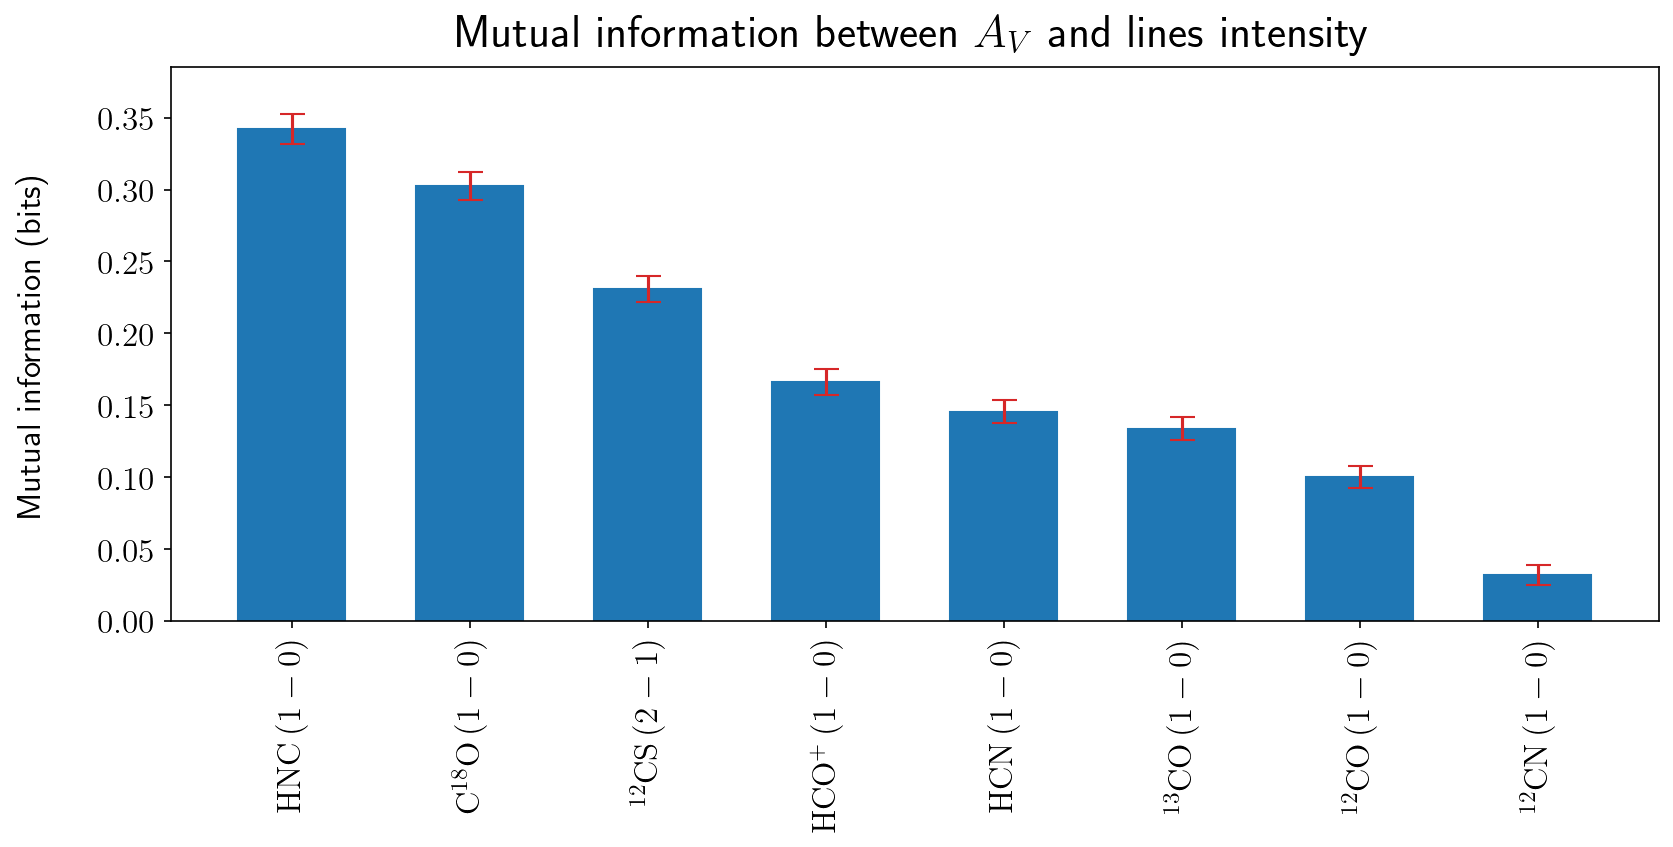 Mutual information between A_V and lines intensity
Mutual information (bits)
0.35
0.30
0.25
0.20
0.15
0.10
0.05
0.00
HNC (1 − 0)
C¹⁸O (1 − 0)
¹²CS (2 − 1)
HCO⁺ (1 − 0)
HCN (1 − 0)
¹³CO (1 − 0)
¹²CO (1 − 0)
¹²CN (1 − 0)